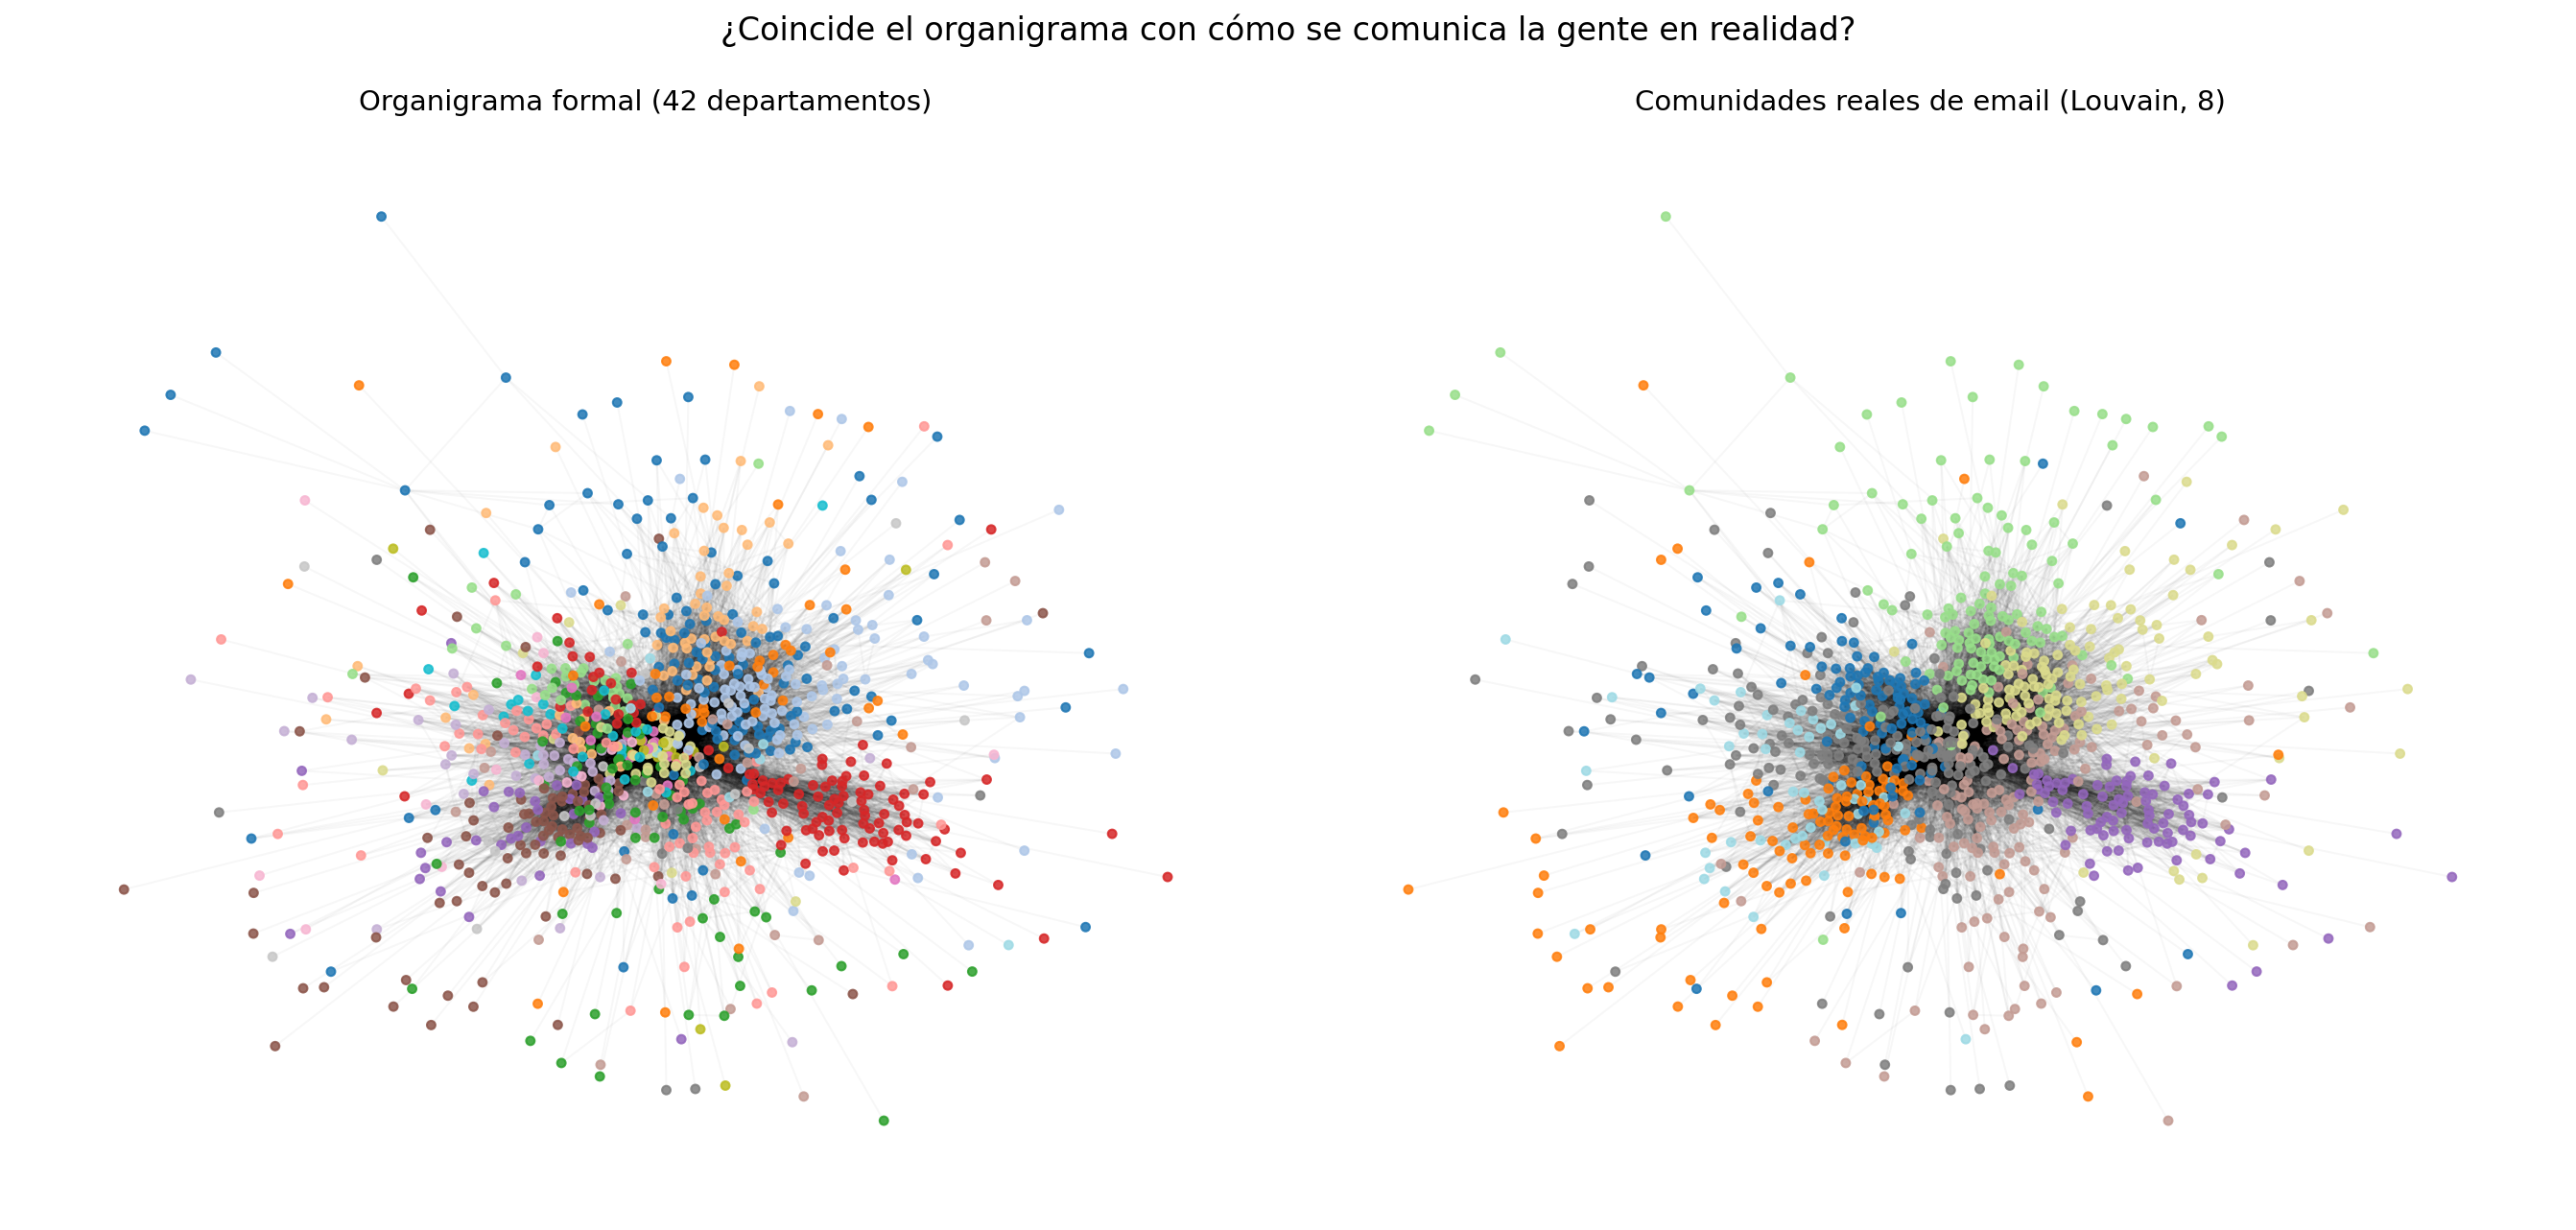 ¿Coincide el organigrama con cómo se comunica la gente en realidad?
Organigrama formal (42 departamentos)
Comunidades reales de email (Louvain, 8)